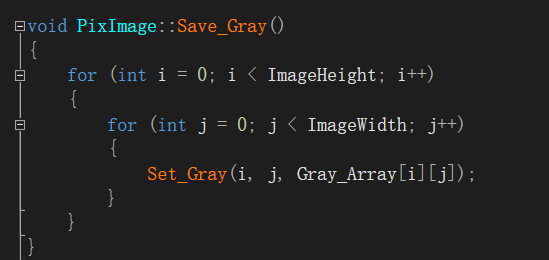 void PixImage::Save_Gray()
{
for (int i = 0; i < ImageHeight; i++)
{
for (int j = 0; j < ImageWidth; j++)
{
Set_Gray(i, j, Gray_Array[i][j]);
}
}
}